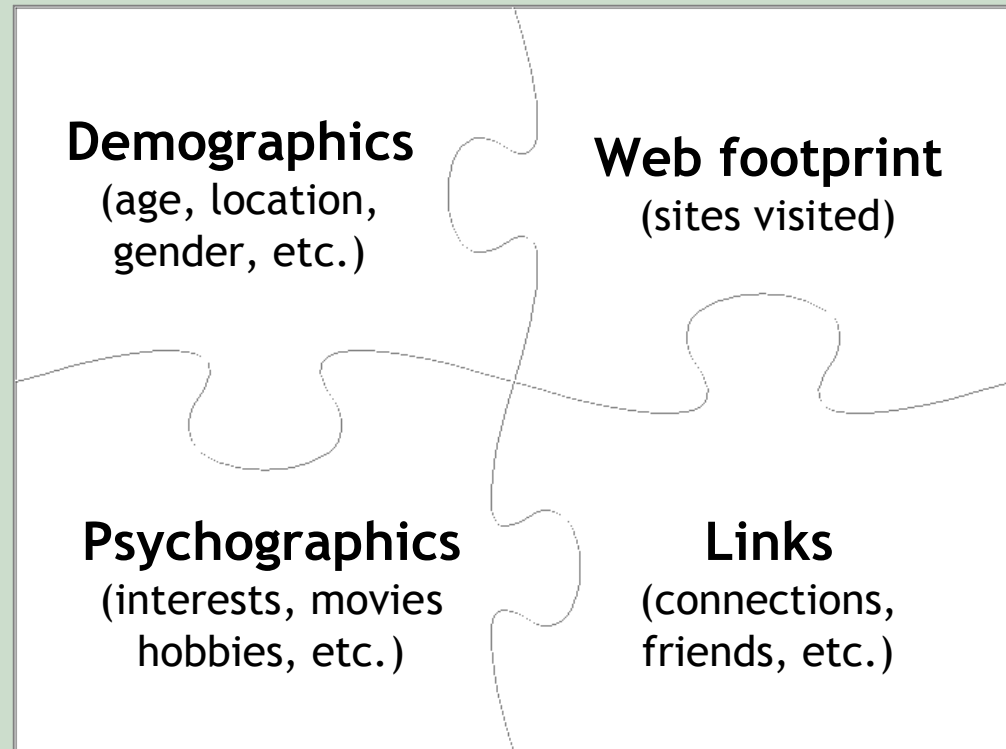 Demographics
(age, location,
gender, etc.)
Web footprint
(sites visited)
Psychographics
(interests, movies
hobbies, etc.)
Links
(connections,
friends, etc.)